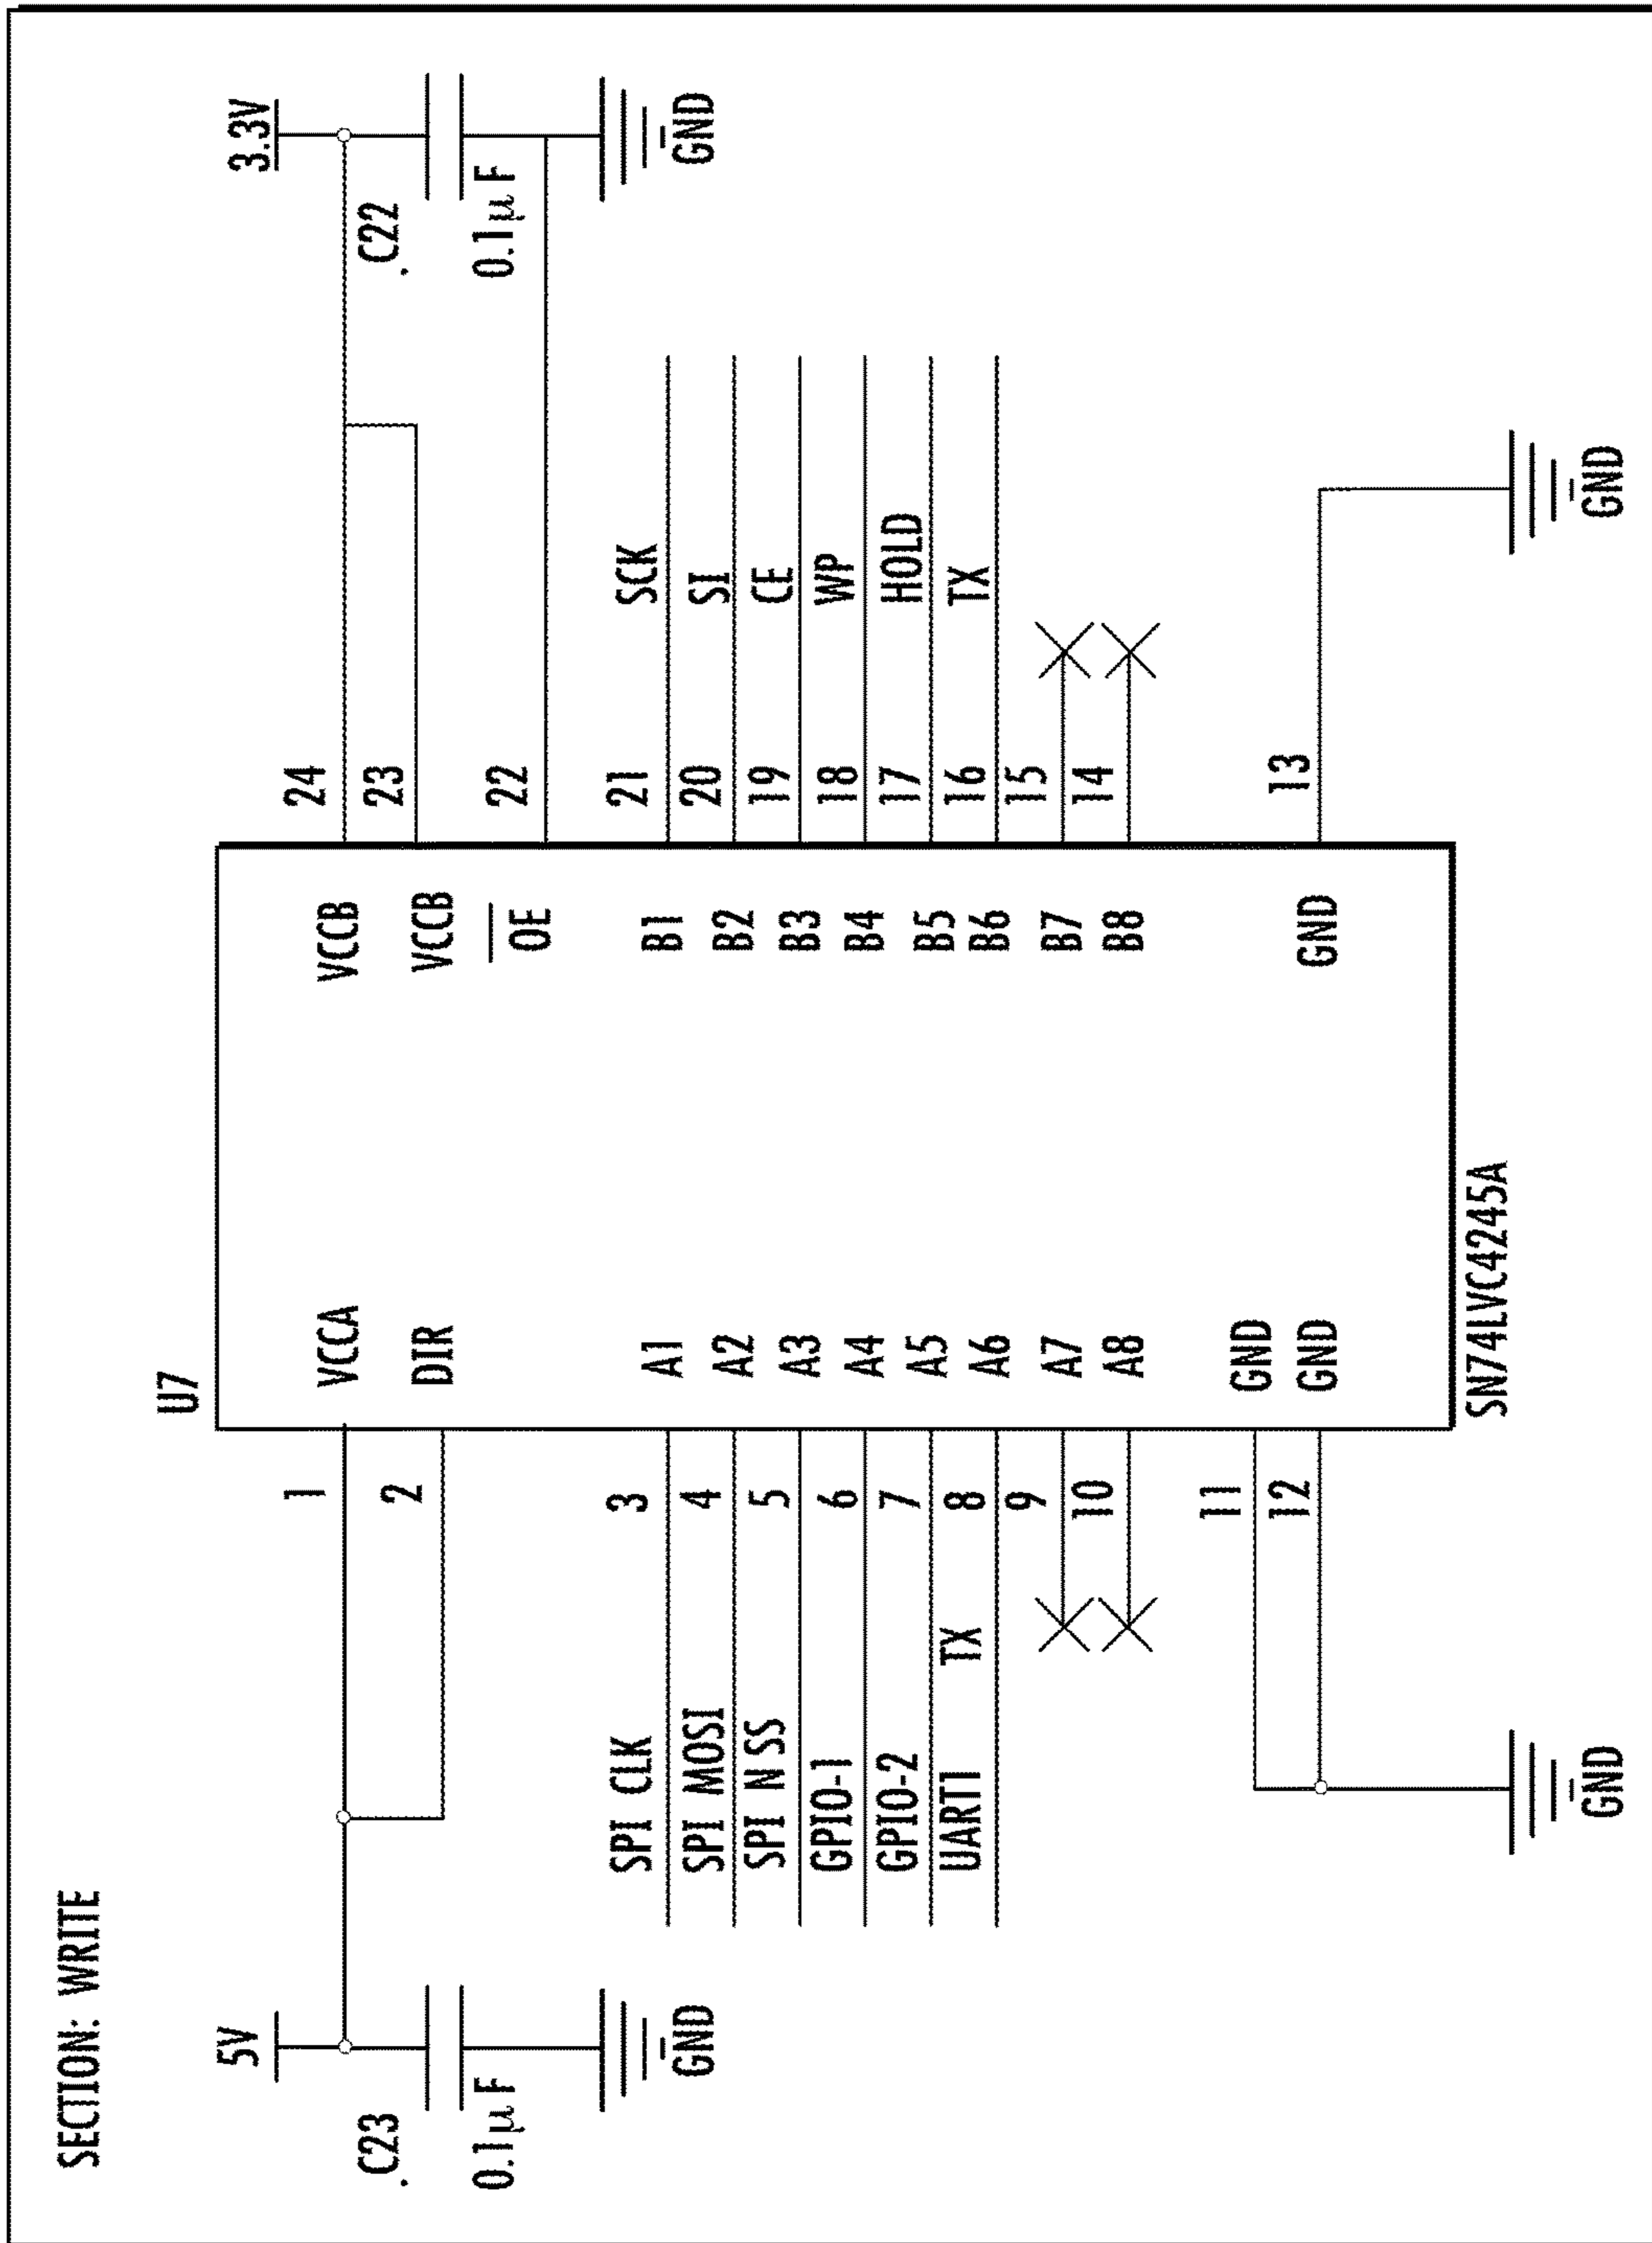 SECTION: WRITE
5V
.C23
0.1μF
GND
U7
1 VCCA
2 DIR
SPI CLK 3 A1
SPI MOSI 4 A2
SPI N SS 5 A3
GPIO-1 6 A4
GPIO-2 7 A5
UART1 TX 8 A6
9 A7
10 A8
11 GND
12 GND
GND
VCCB 24
VCCB 23
OE 22
B1 21 SCK
B2 20 SI
B3 19 CE
B4 18 WP
B5 17 HOLD
B6 16 TX
B7 15
B8 14
GND 13
GND
3.3V
.C22
0.1μF
GND
SN74LVC4245A